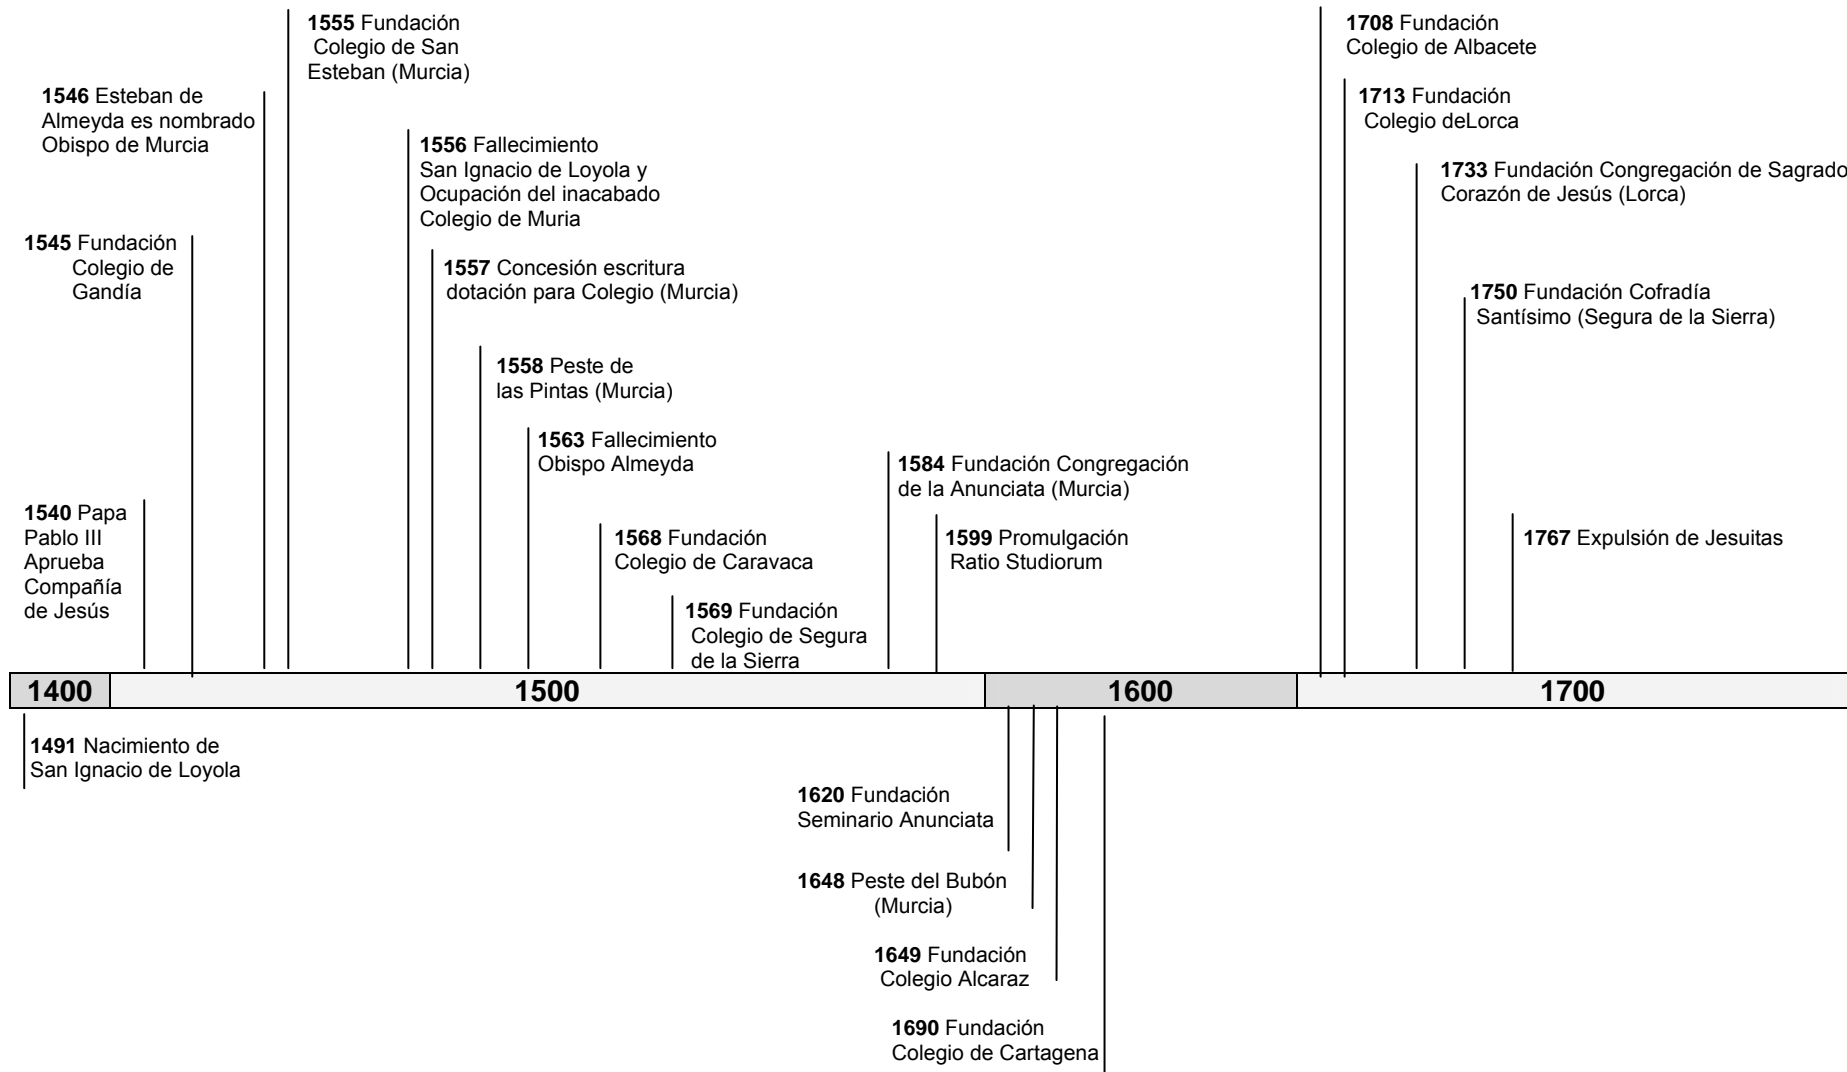 1555 Fundación
Colegio de San
Esteban (Murcia)
1546 Esteban de
Almeyda es nombrado
Obispo de Murcia
1556 Fallecimiento
San Ignacio de Loyola y
Ocupación del inacabado
Colegio de Muria
1545 Fundación
Colegio de
Gandía
1557 Concesión escritura
dotación para Colegio (Murcia)
1558 Peste de
las Pintas (Murcia)
1563 Fallecimiento
Obispo Almeyda
1540 Papa
Pablo III
Aprueba
Compañía
de Jesús
1568 Fundación
Colegio de Caravaca
1569 Fundación
Colegio de Segura
de la Sierra
1584 Fundación Congregación
de la Anunciata (Murcia)
1599 Promulgación
Ratio Studiorum
1708 Fundación
Colegio de Albacete
1713 Fundación
Colegio deLorca
1733 Fundación Congregación de Sagrado
Corazón de Jesús (Lorca)
1750 Fundación Cofradía
Santísimo (Segura de la Sierra)
1767 Expulsión de Jesuitas
1400 1500 1600 1700
1491 Nacimiento de
San Ignacio de Loyola
1620 Fundación
Seminario Anunciata
1648 Peste del Bubón
(Murcia)
1649 Fundación
Colegio Alcaraz
1690 Fundación
Colegio de Cartagena